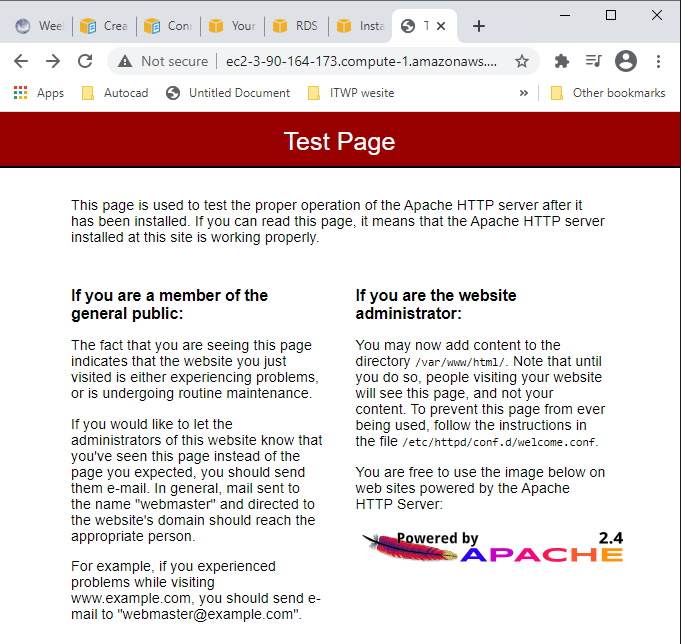 Wee
Crea
Con
Your
RDS
Insta
T
Not secure
ec2-3-90-164-173.compute-1.amazonaws....
Apps
Autocad
Untitled Document
ITWP wesite
»
Other bookmarks
Test Page
This page is used to test the proper operation of the Apache HTTP server after it
has been installed. If you can read this page, it means that the Apache HTTP server
installed at this site is working properly.
If you are a member of the
general public:
The fact that you are seeing this page
indicates that the website you just
visited is either experiencing problems,
or is undergoing routine maintenance.
If you would like to let the
administrators of this website know that
you've seen this page instead of the
page you expected, you should send
them e-mail. In general, mail sent to
the name "webmaster" and directed to
the website's domain should reach the
appropriate person.
For example, if you experienced
problems while visiting
www.example.com, you should send e-
mail to "webmaster@example.com".
If you are the website
administrator:
You may now add content to the
directory /var/www/html/. Note that until
you do so, people visiting your website
will see this page, and not your
content. To prevent this page from ever
being used, follow the instructions in
the file /etc/httpd/conf.d/welcome.conf.
You are free to use the image below on
web sites powered by the Apache
HTTP Server:
Powered by 2.4
APACHE